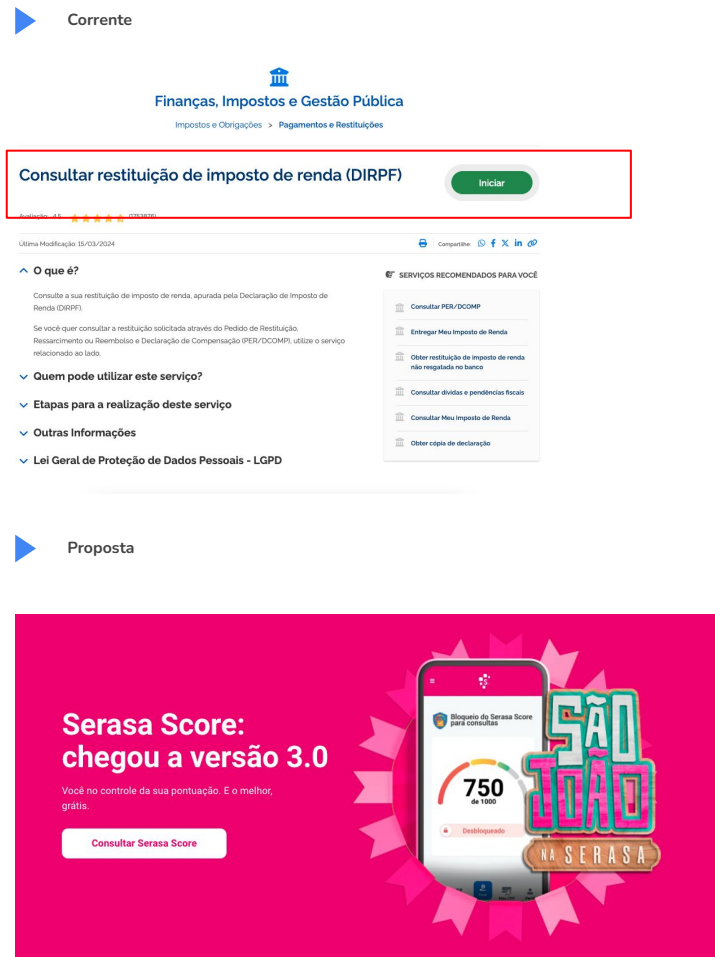 Corrente
Finanças, Impostos e Gestão Pública
Impostos e Obrigações > Pagamentos e Restituições
Consultar restituição de imposto de renda (DIRPF)
Iniciar
Avaliação: 4.5 (1753876)
Última Modificação: 15/03/2024
Compartilhe:
O que é?
Consulte a sua restituição de imposto de renda, apurada pela Declaração de Imposto de
Renda (DIRPF).
Se você quer consultar a restituição solicitada através do Pedido de Restituição,
Ressarcimento ou Reembolso e Declaração de Compensação (PER/DCOMP), utilize o serviço
relacionado ao lado.
Quem pode utilizar este serviço?
Etapas para a realização deste serviço
Outras Informações
Lei Geral de Proteção de Dados Pessoais - LGPD
SERVIÇOS RECOMENDADOS PARA VOCÊ
Consultar PER/DCOMP
Entregar Meu Imposto de Renda
Obter restituição de imposto de renda
não resgatada no banco
Consultar dívidas e pendências fiscais
Consultar Meu Imposto de Renda
Obter cópia de declaração
Proposta
Serasa Score:
chegou a versão 3.0
Você no controle da sua pontuação. E o melhor,
grátis.
Consultar Serasa Score
Bloqueio do Serasa Score
para consultas
750
de 1000
Desbloqueado
SÃO
JOÃO
NA SERASA